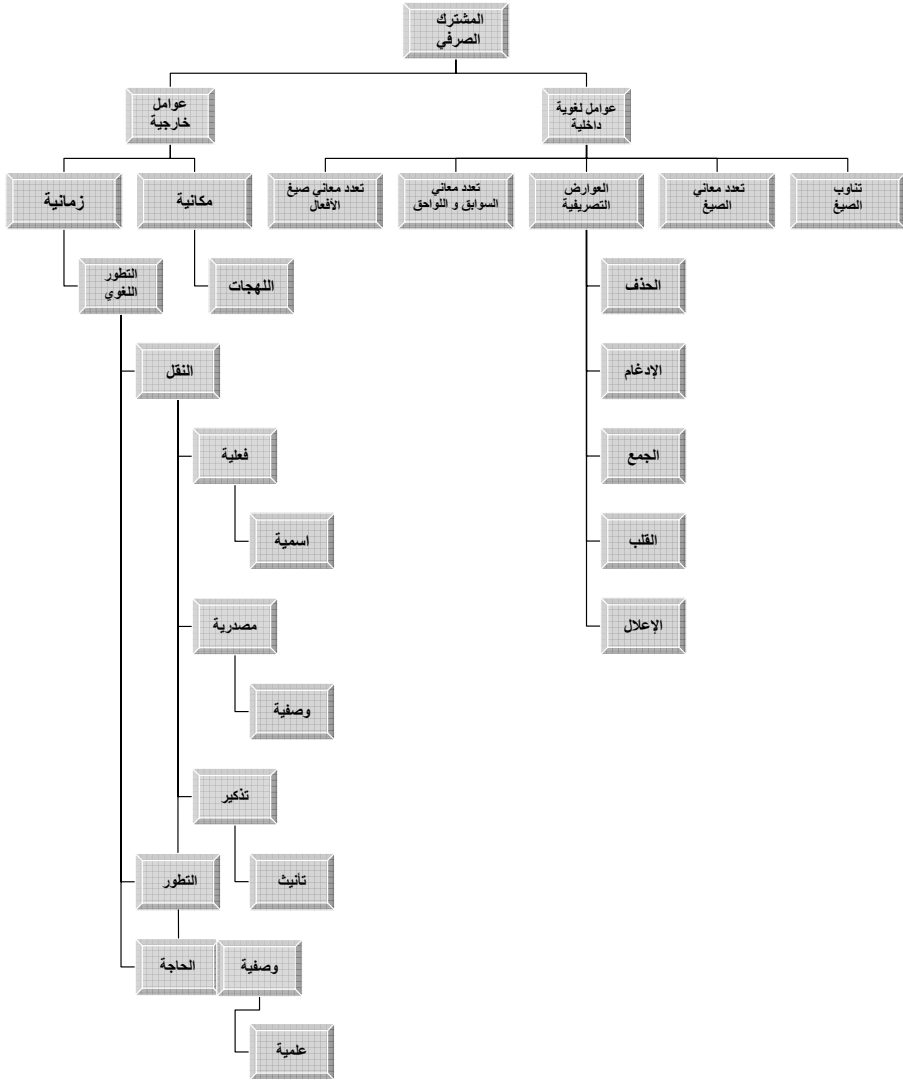 المشترك
الصرفي
عوامل لغوية
داخلية
عوامل
خارجية
تناوب
الصيغ
تعدد معاني
الصيغ
العوارض
التصريفية
تعدد معاني
السوابق و اللواحق
تعدد معاني صيغ
الأفعال
مكانية
زمانية
الحذف
الإدغام
الجمع
القلب
الإعلال
اللهجات
التطور
اللغوي
النقل
فعلية
اسمية
مصدرية
وصفية
تذكير
تأنيث
التطور
وصفية
الحاجة
علمية